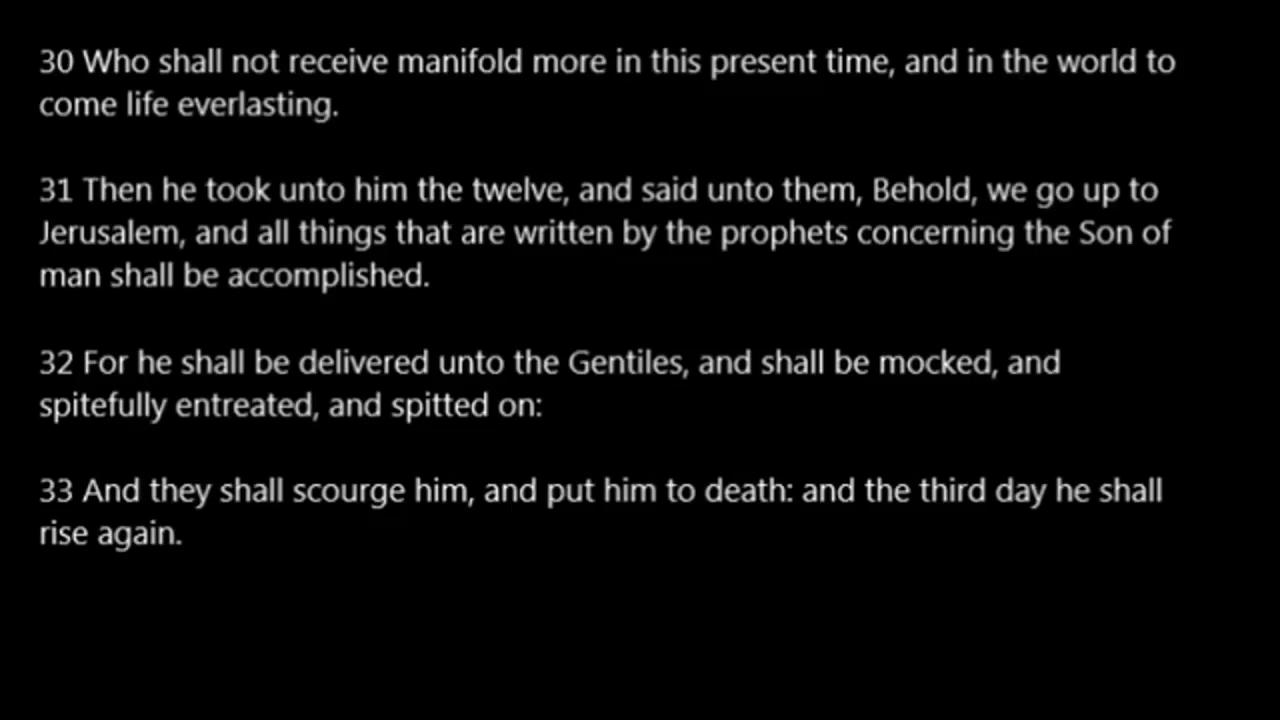 30 Who shall not receive manifold more in this present time, and in the world to
come life everlasting.
31 Then he took unto him the twelve, and said unto them, Behold, we go up to
Jerusalem, and all things that are written by the prophets concerning the Son of
man shall be accomplished.
32 For he shall be delivered unto the Gentiles, and shall be mocked, and
spitefully entreated, and spitted on:
33 And they shall scourge him, and put him to death: and the third day he shall
rise again.